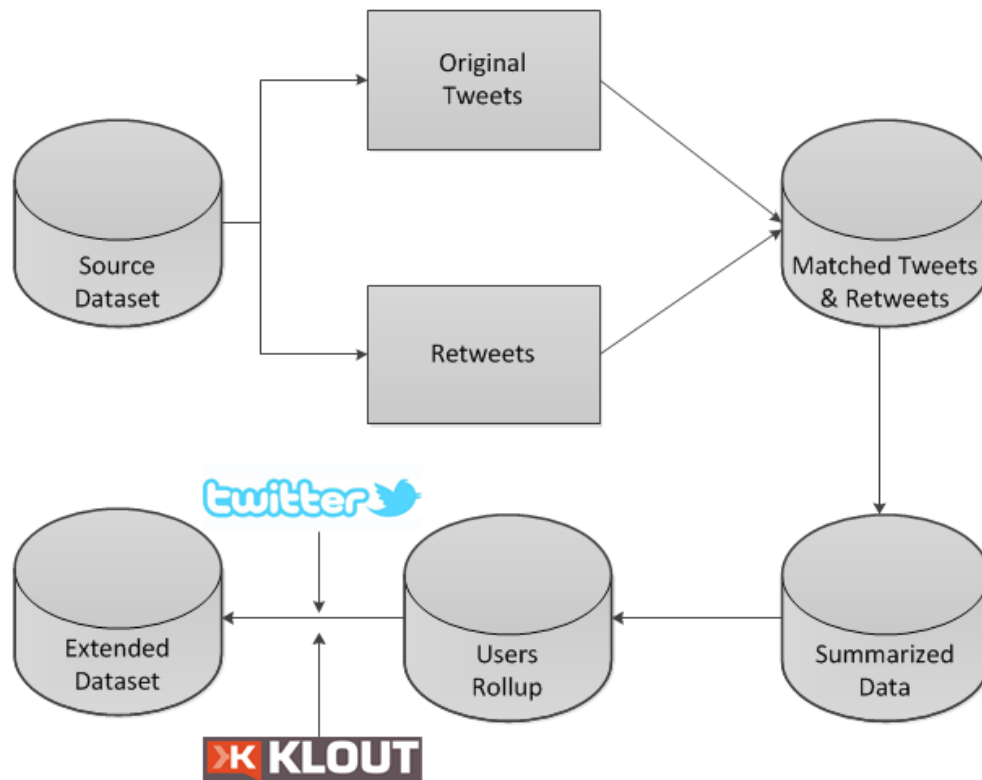 Original
Tweets
Source
Dataset
Matched Tweets
& Retweets
Retweets
twitter
Extended
Dataset
Users
Rollup
Summarized
Data
K KLOUT